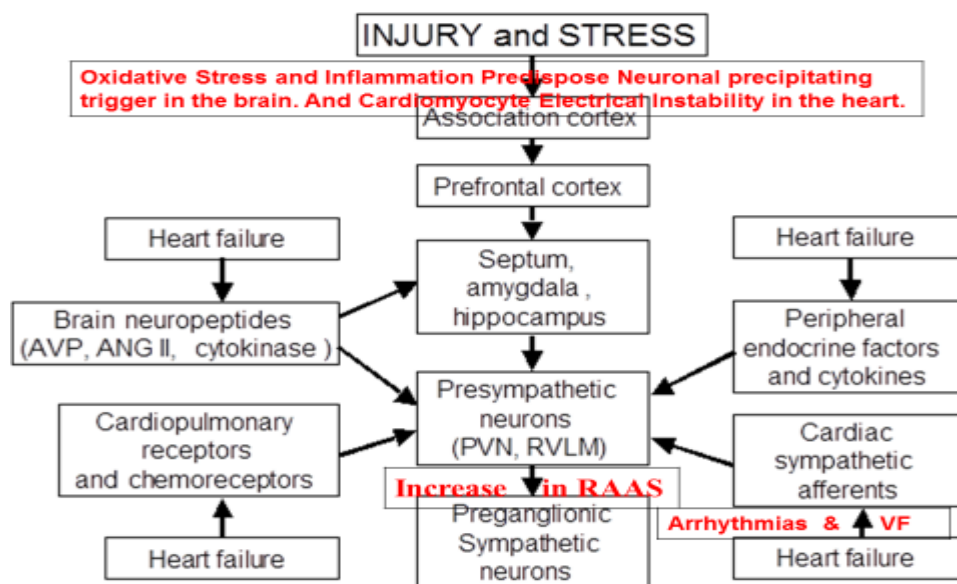 INJURY and STRESS
Oxidative Stress and Inflammation Predispose Neuronal precipitating
trigger in the brain. And Cardiomyocyte Electrical Instability in the heart.
Association cortex
Prefrontal cortex
Heart failure
Septum,
amygdala ,
hippocampus
Heart failure
Brain neuropeptides
(AVP, ANG II, cytokinase )
Peripheral
endocrine factors
and cytokines
Cardiopulmonary
receptors
and chemoreceptors
Presympathetic
neurons
(PVN, RVLM)
Cardiac
sympathetic
afferents
Increase in RAAS
Arrhythmias & VF
Heart failure
Preganglionic
Sympathetic
neurons
Heart failure